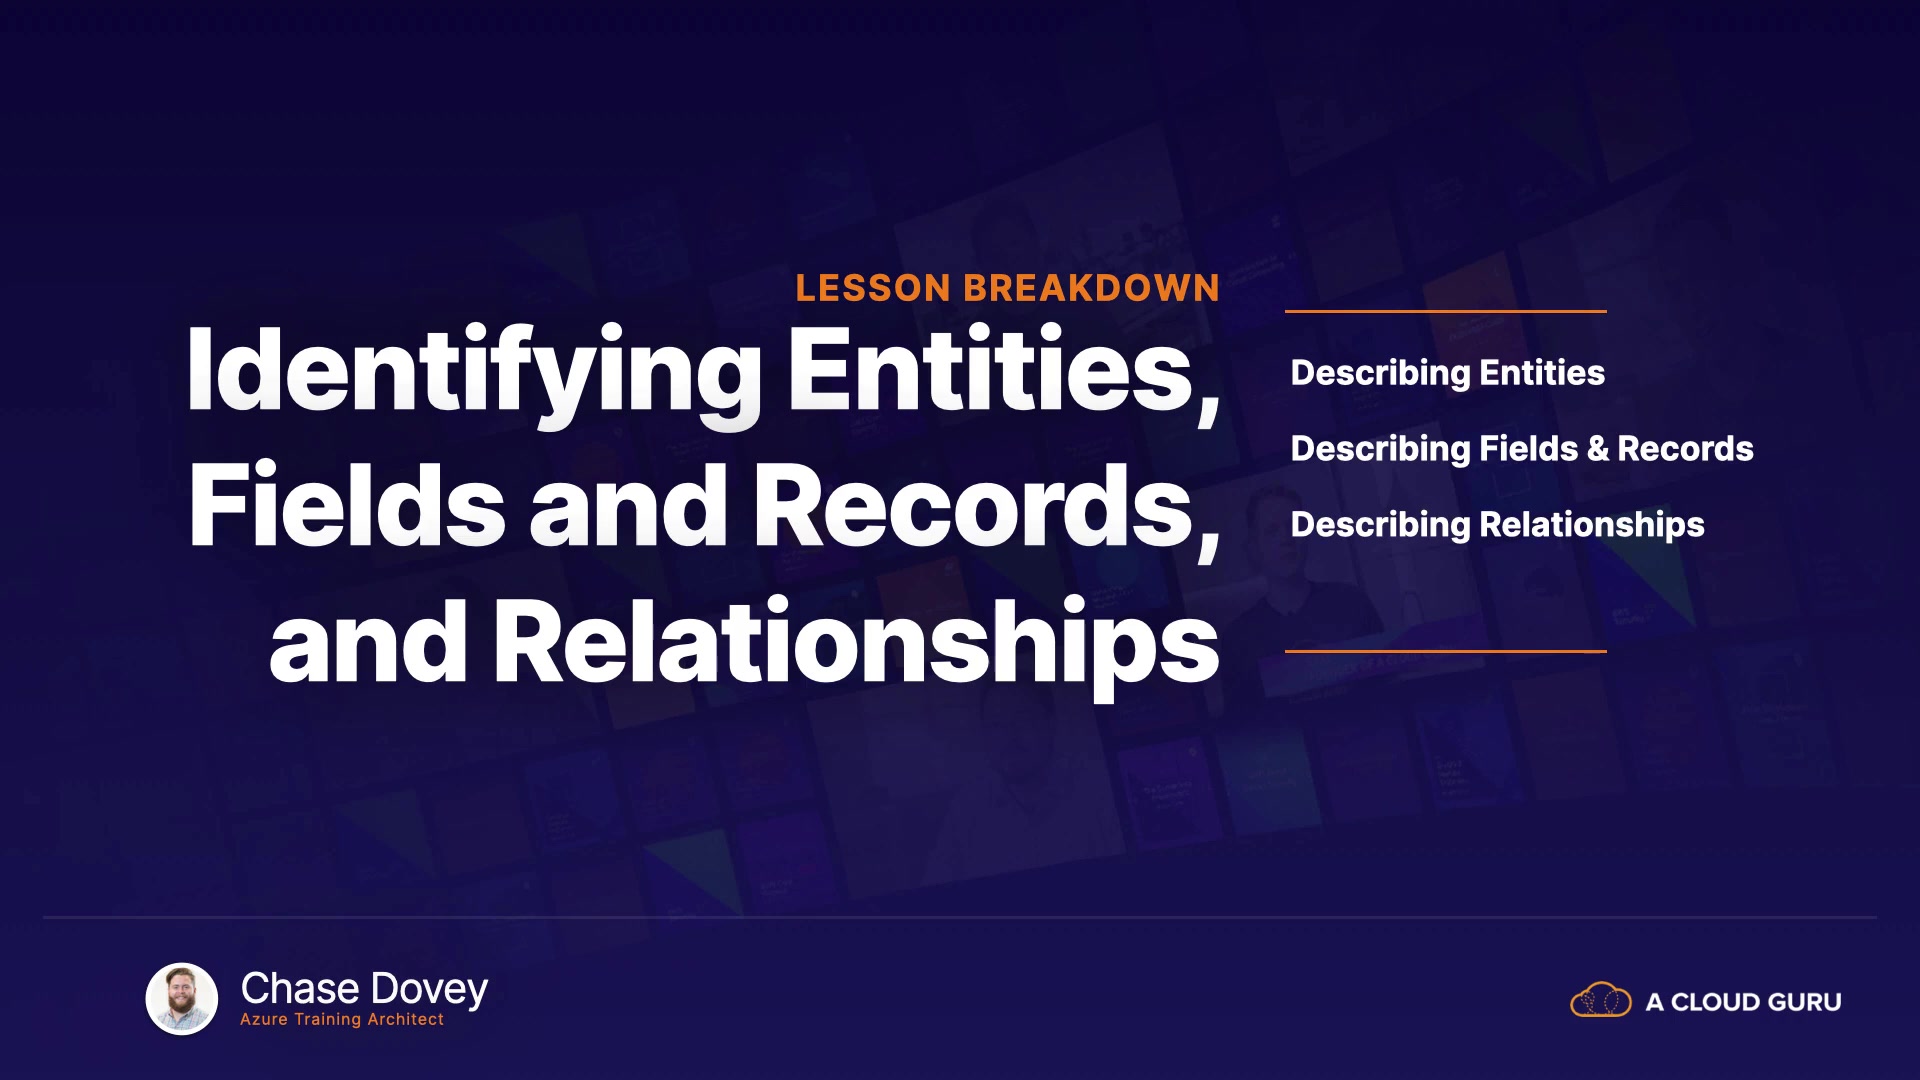 LESSON BREAKDOWN
Identifying Entities,
Fields and Records,
and Relationships
Describing Entities
Describing Fields & Records
Describing Relationships
Chase Dovey
Azure Training Architect
A CLOUD GURU